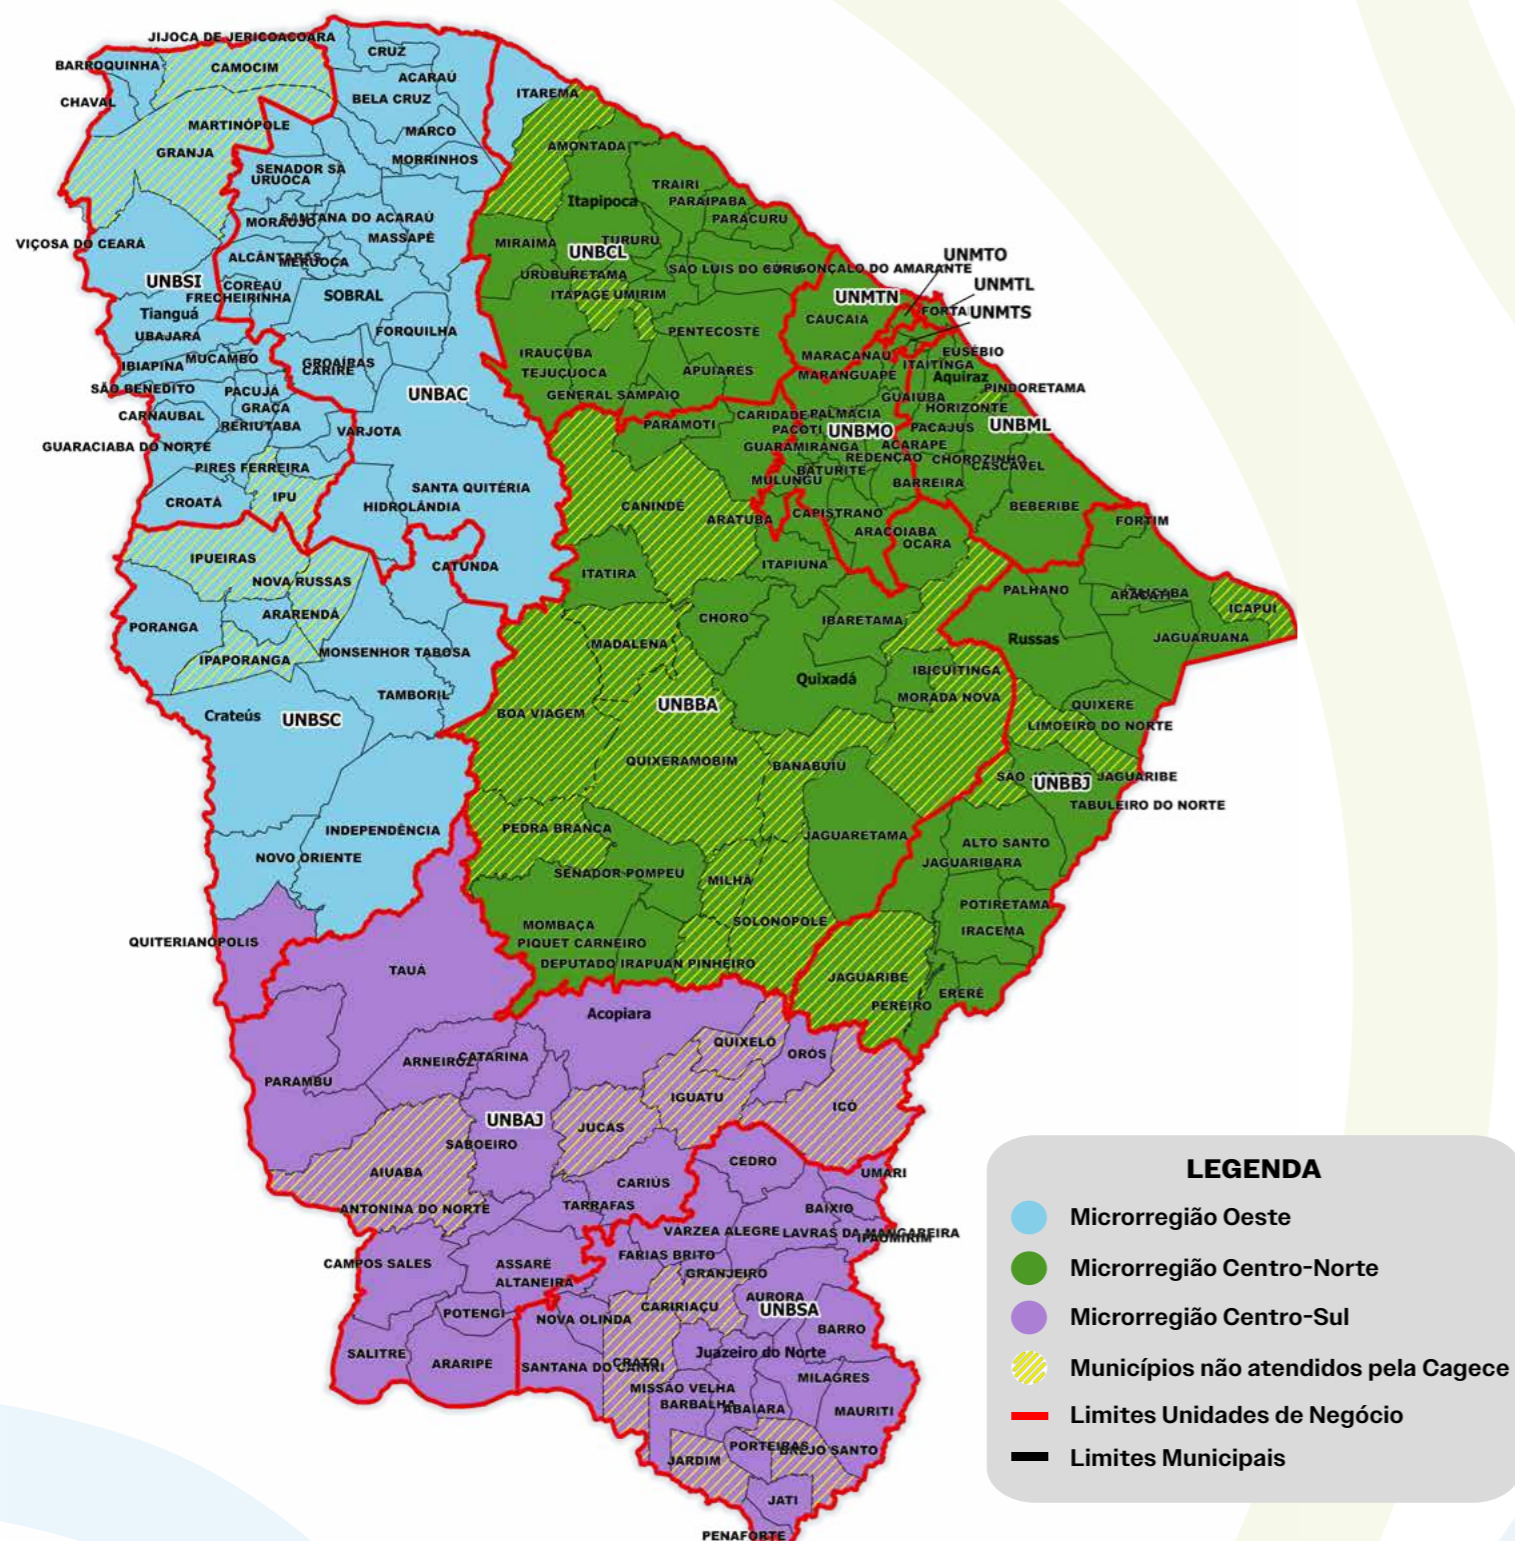 JIJOCA DE JERICOACOARA
CRUZ
BARROQUINHA
CAMOCIM
ACARAÚ
ITAREMA
CHAVAL
BELA CRUZ
MARTINÓPOLE
MARCO
AMONTADA
GRANJA
MORRINHOS
SENADOR SÁ
URUOCA
TRAIRI
Itapipoca
PARAIPABA
MORAÚJO
SANTANA DO ACARAÚ
PARACURU
MASSAPÊ
VIÇOSA DO CEARÁ
MIRAÍMA
TURURU
UNBCL
ALCÂNTARAS
MERUOCA
UNMTO
UNBSI
URUBURETAMA
SÃO LUIS DO CURU
GONÇALO DO AMARANTE
COREAÚ
UNMTL
FRECHEIRINHA
SOBRAL
ITAPAGE
UMIRIM
UNMTN
Tianguá
FORTA
UNMTS
CAUCAIA
UBAJARA
FORQUILHA
PENTECOSTE
IBIAPINA
MUCAMBO
GROAÍRAS
CARIRÉ
IRAUÇUBA
MARACANAÚ
EUSÉBIO
ITAITINGA
TEJUÇUOCA
APUIARÉS
MARANGUAPE
Aquiraz
SÃO BENEDITO
PACUJÁ
UNBAC
GENERAL SAMPAIO
GUAIUBA
PINDORETAMA
CARNAUBAL
GRAÇA
HORIZONTE
RERIUTABA
VARJOTA
PARAMOTI
CARIDADE
PALMÁCIA
PACOTI
UNBMO
PACAJUS
UNBML
GUARACIABA DO NORTE
GUARAMIRANGA
ACARAPE
REDENÇÃO
CHOROZINHO
CASCAVEL
PIRES FERREIRA
BATURITÉ
MULUNGU
BARREIRA
CROATÁ
IPU
SANTA QUITÉRIA
HIDROLÂNDIA
CANINDÉ
ARATUBA
CAPISTRANO
BEBERIBE
FORTIM
ARACOIABA
OCARA
IPUEIRAS
CATUNDA
ITATIRA
ITAPIUNA
NOVA RUSSAS
PALHANO
ARACATI
ICAPUÍ
ARARENDÁ
CHORO
IBARETAMA
PORANGA
Russas
JAGUARUANA
MADALENA
IPAPORANGA
MONSENHOR TABOSA
Quixadá
IBICUITINGA
TAMBORIL
MORADA NOVA
Crateús
UNBSC
BOA VIAGEM
UNBBA
QUIXERE
LIMOEIRO DO NORTE
QUIXERAMOBIM
BANABUIÚ
SÃO JOÃO DO JAGUARIBE
UNBBJ
TABULEIRO DO NORTE
INDEPENDÊNCIA
PEDRA BRANCA
JAGUARETAMA
ALTO SANTO
NOVO ORIENTE
JAGUARIBARA
SENADOR POMPEU
MILHÃ
POTIRETAMA
SOLONOPOLE
MOMBAÇA
IRACEMA
QUITERIANÓPOLIS
PIQUET CARNEIRO
DEPUTADO IRAPUAN PINHEIRO
TAUÁ
JAGUARIBE
ERERÉ
PEREIRO
Acopiara
QUIXELÔ
ORÓS
ARNEIROZ
CATARINA
PARAMBU
IGUATU
ICÓ
UNBAJ
JUCÁS
SABOEIRO
CEDRO
AIUABA
UMARI
CARIÚS
ANTONINA DO NORTE
TARRAFAS
BAIXIO
VÁRZEA ALEGRE
LAVRAS DA MANGABEIRA
IPAUMIRIM
FARIAS BRITO
CAMPOS SALES
ASSARÉ
GRANJEIRO
ALTANEIRA
AURORA
CARIRIAÇU
UNBSA
POTENGI
NOVA OLINDA
BARRO
SALITRE
Juazeiro do Norte
ARARIPE
SANTANA DO CARIRI
CRATO
MILAGRES
MISSÃO VELHA
BARBALHA
ABAIARA
MAURITI
PORTEIRAS
BREJO SANTO
JARDIM
JATI
PENAFORTE
LEGENDA
Microrregião Oeste
Microrregião Centro-Norte
Microrregião Centro-Sul
Municípios não atendidos pela Cagece
Limites Unidades de Negócio
Limites Municipais